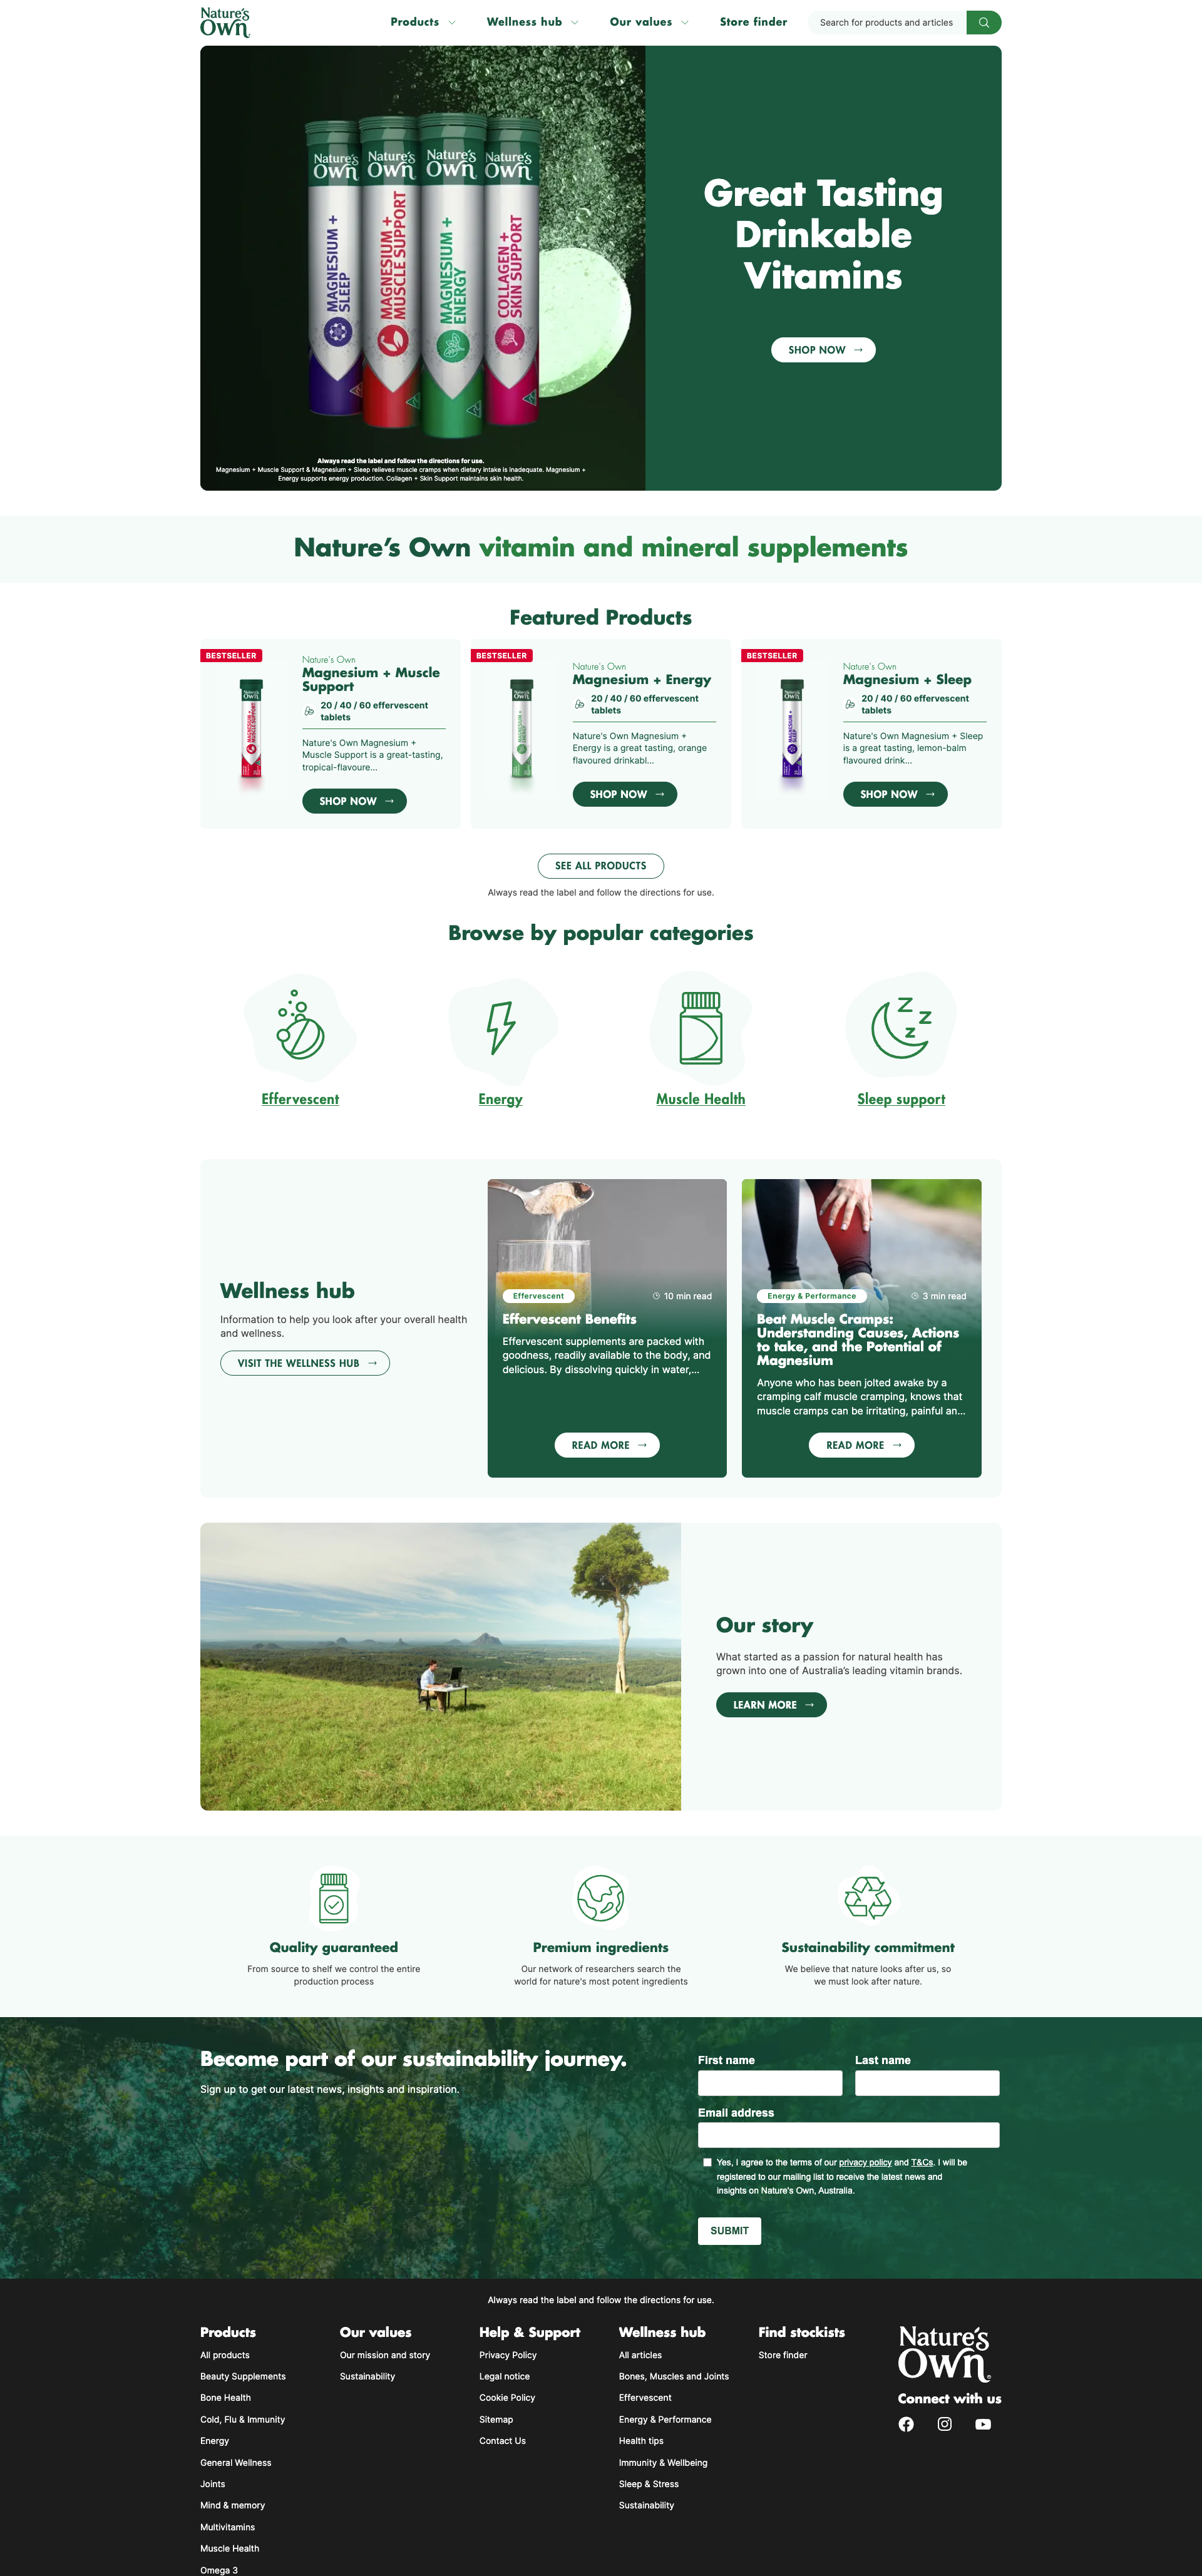 Nature's
Own
Products
Wellness hub
Our values
Store finder
Search for products and articles
Nature's Own
Nature's Own
Nature's Own
Nature's Own
MAGNESIUM +
SLEEP
MAGNESIUM +
MUSCLE SUPPORT
MAGNESIUM +
ENERGY
COLLAGEN +
SKIN SUPPORT
Always read the label and follow the directions for use.
Magnesium + Muscle Support & Magnesium + Sleep relieves muscle cramps when dietary intake is inadequate. Magnesium +
Energy supports energy production. Collagen + Skin Support maintains skin health.
Great Tasting
Drinkable
Vitamins
SHOP NOW
Nature's Own vitamin and mineral supplements
Featured Products
BESTSELLER
Nature's Own
Magnesium + Muscle
Support
20 / 40 / 60 effervescent
tablets
Nature's Own Magnesium +
Muscle Support is a great-tasting,
tropical-flavoure...
SHOP NOW
BESTSELLER
Nature's Own
Magnesium + Energy
20 / 40 / 60 effervescent
tablets
Nature's Own Magnesium +
Energy is a great tasting, orange
flavoured drinkabl...
SHOP NOW
BESTSELLER
Nature's Own
Magnesium + Sleep
20 / 40 / 60 effervescent
tablets
Nature's Own Magnesium + Sleep
is a great tasting, lemon-balm
flavoured drink...
SHOP NOW
SEE ALL PRODUCTS
Always read the label and follow the directions for use.
Browse by popular categories
Effervescent
Energy
Muscle Health
Sleep support
Wellness hub
Information to help you look after your overall health
and wellness.
VISIT THE WELLNESS HUB
Effervescent
10 min read
Effervescent Benefits
Effervescent supplements are packed with
goodness, readily available to the body, and
delicious. By dissolving quickly in water,...
READ MORE
Energy & Performance
3 min read
Beat Muscle Cramps:
Understanding Causes, Actions
to take, and the Potential of
Magnesium
Anyone who has been jolted awake by a
cramping calf muscle cramping, knows that
muscle cramps can be irritating, painful an...
READ MORE
Our story
What started as a passion for natural health has
grown into one of Australia's leading vitamin brands.
LEARN MORE
Quality guaranteed
From source to shelf we control the entire
production process
Premium ingredients
Our network of researchers search the
world for nature's most potent ingredients
Sustainability commitment
We believe that nature looks after us, so
we must look after nature.
Become part of our sustainability journey.
Sign up to get our latest news, insights and inspiration.
First name
Last name
Email address
Yes, I agree to the terms of our privacy policy and T&Cs. I will be
registered to our mailing list to receive the latest news and
insights on Nature's Own, Australia.
SUBMIT
Always read the label and follow the directions for use.
Products
All products
Beauty Supplements
Bone Health
Cold, Flu & Immunity
Energy
General Wellness
Joints
Mind & memory
Multivitamins
Muscle Health
Omega 3
Our values
Our mission and story
Sustainability
Help & Support
Privacy Policy
Legal notice
Cookie Policy
Sitemap
Contact Us
Wellness hub
All articles
Bones, Muscles and Joints
Effervescent
Energy & Performance
Health tips
Immunity & Wellbeing
Sleep & Stress
Sustainability
Find stockists
Store finder
Nature's
Own
Connect with us